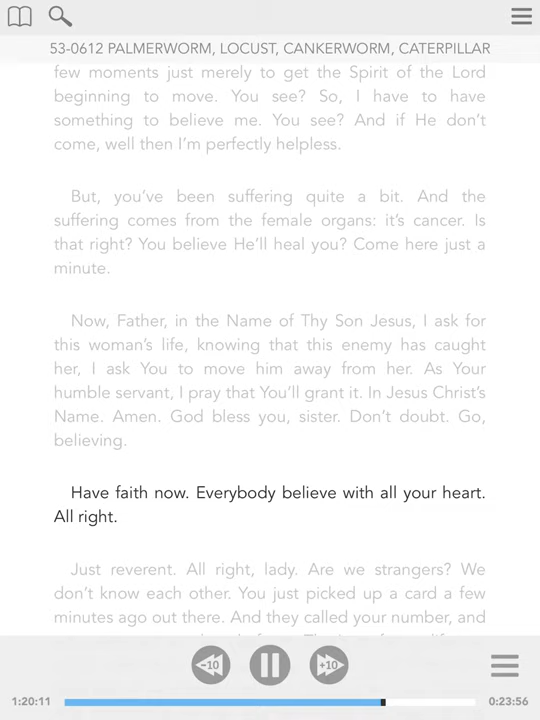 53-0612 PALMERWORM, LOCUST, CANKERWORM, CATERPILLAR
few moments just merely to get the Spirit of the Lord
beginning to move. You see? So, I have to have
something to believe me. You see? And if He don't
come, well then I'm perfectly helpless.
But, you've been suffering quite a bit. And the
suffering comes from the female organs: it's cancer. Is
that right? You believe He'll heal you? Come here just a
minute.
Now, Father, in the Name of Thy Son Jesus, I ask for
this woman's life, knowing that this enemy has caught
her, I ask You to move him away from her. As Your
humble servant, I pray that You'll grant it. In Jesus Christ's
Name. Amen. God bless you, sister. Don't doubt. Go,
believing.
Have faith now. Everybody believe with all your heart.
All right.
Just reverent. All right, lady. Are we strangers? We
don't know each other. You just picked up a card a few
minutes ago out there. And they called your number, and
-10
+10
1:20:11
0:23:56